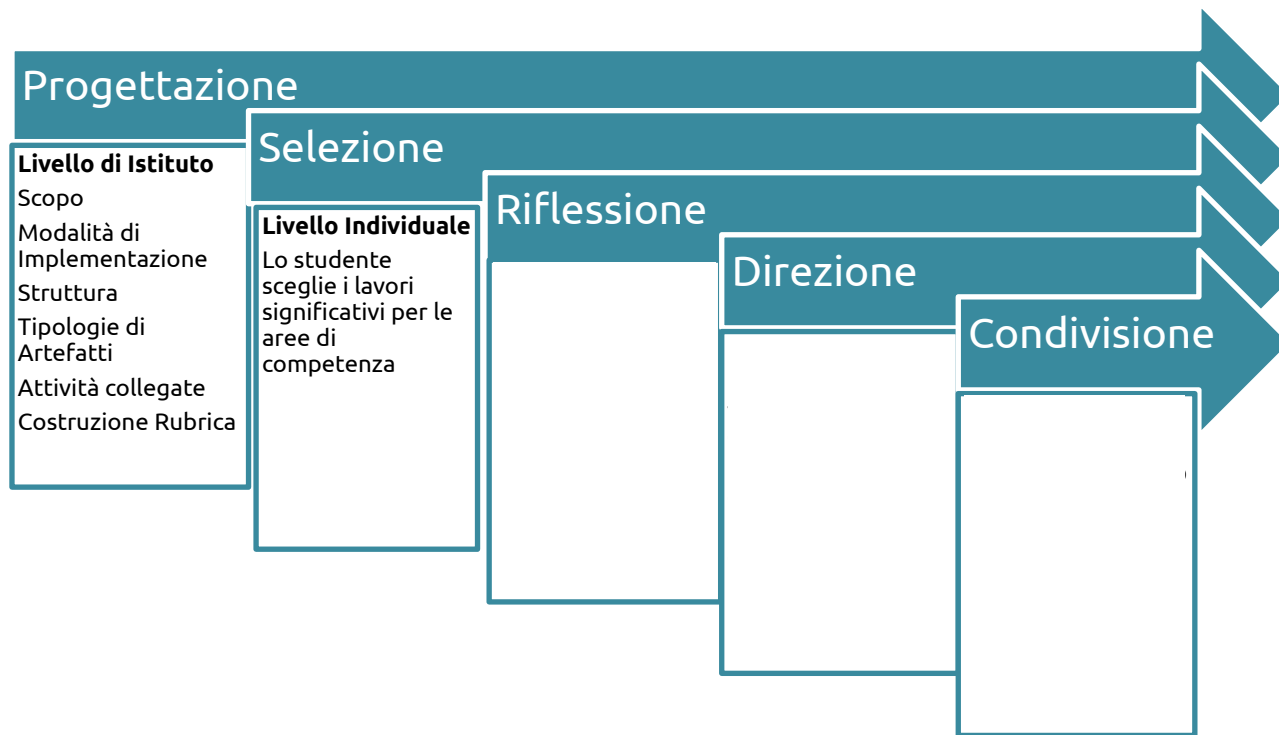 Progettazione
Livello di Istituto
Scopo
Modalità di
Implementazione
Struttura
Tipologie di
Artefatti
Attività collegate
Costruzione Rubrica
Selezione
Livello Individuale
Lo studente
sceglie i lavori
significativi per le
aree di
competenza
Riflessione
Direzione
Condivisione